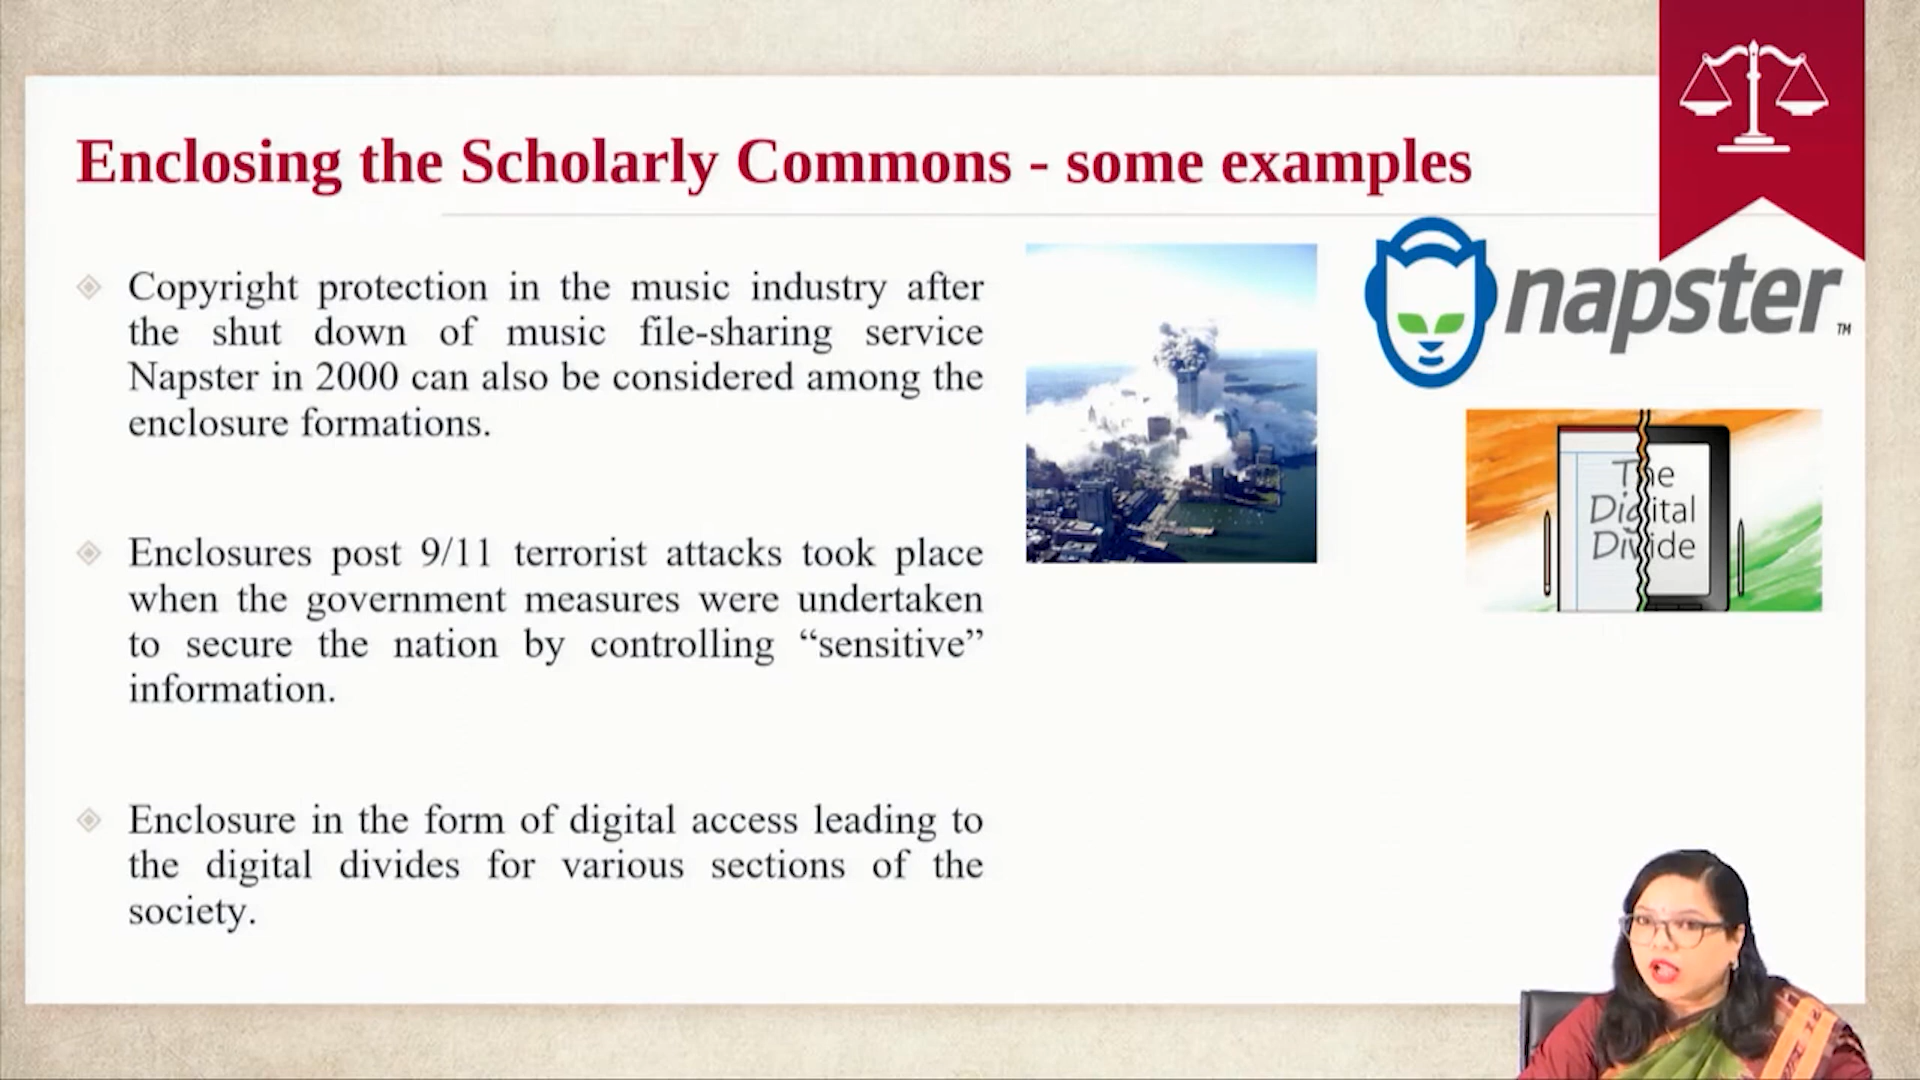 Enclosing the Scholarly Commons - some examples
Copyright protection in the music industry after
the shut down of music file-sharing service
Napster in 2000 can also be considered among the
enclosure formations.
Enclosures post 9/11 terrorist attacks took place
when the government measures were undertaken
to secure the nation by controlling “sensitive”
information.
Enclosure in the form of digital access leading to
the digital divides for various sections of the
society.
napster™
The
Digital
Divide